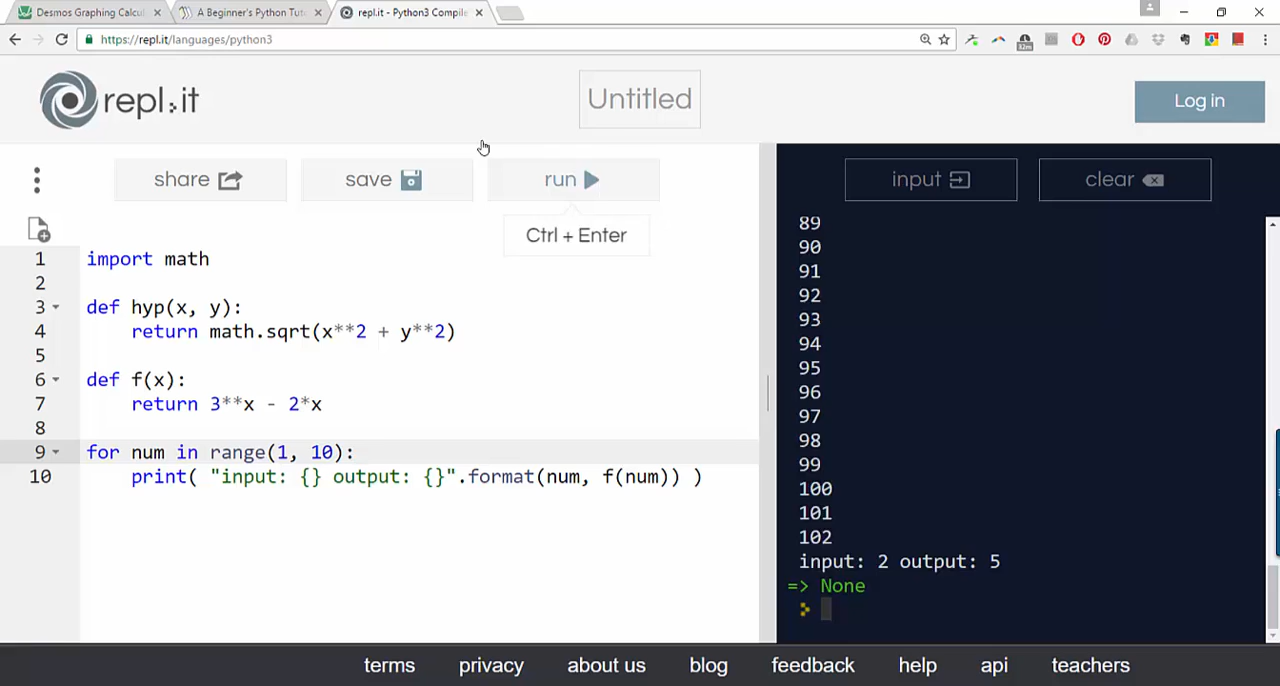 Desmos Graphing Calcul
A Beginner's Python Tut
repl.it - Python3 Compile
https://repl.it/languages/python3
32m
repl.it
Untitled
Log in
share
save
run
input
clear
Ctrl + Enter
1 import math
2
3 def hyp(x, y):
4 return math.sqrt(x**2 + y**2)
5
6 def f(x):
7 return 3**x - 2*x
8
9 for num in range(1, 10):
10 print( "input: {} output: {}".format(num, f(num)) )
89
90
91
92
93
94
95
96
97
98
99
100
101
102
input: 2 output: 5
=> None
terms
privacy
about us
blog
feedback
help
api
teachers